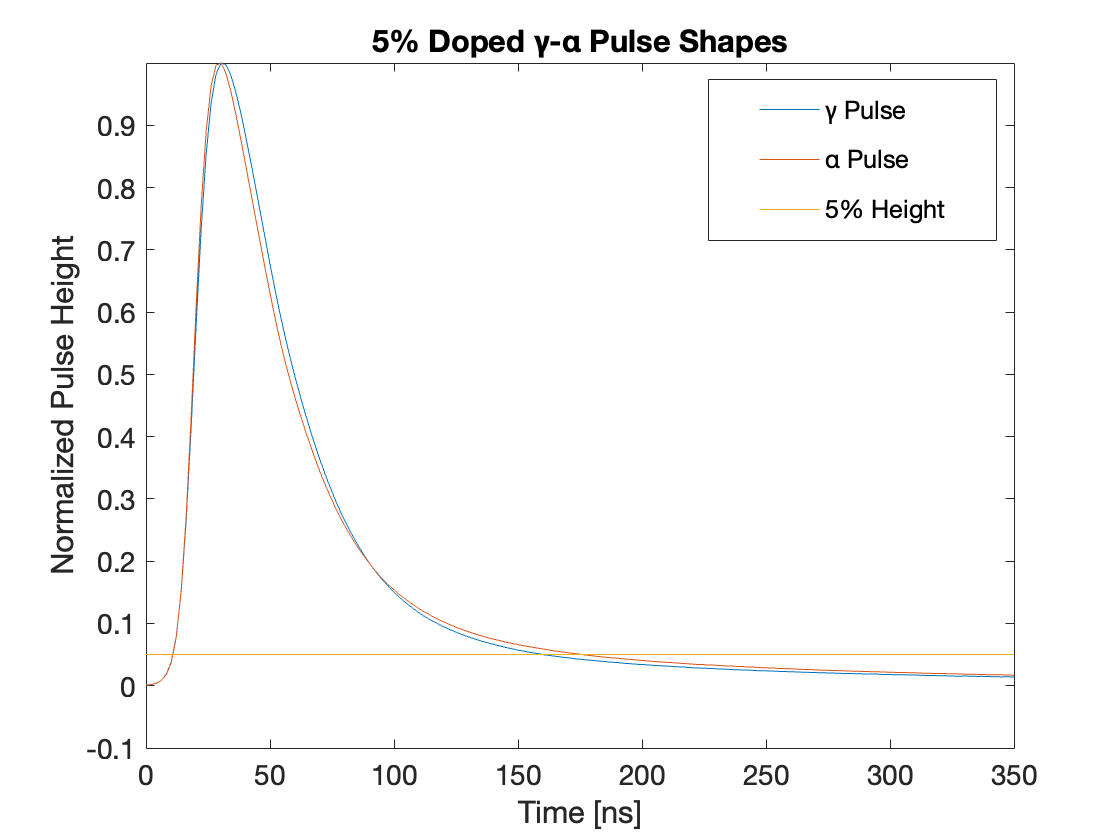 5% Doped γ-α Pulse Shapes
γ Pulse
α Pulse
5% Height
Normalized Pulse Height
0.9
0.8
0.7
0.6
0.5
0.4
0.3
0.2
0.1
0
-0.1
0 50 100 150 200 250 300 350
Time [ns]